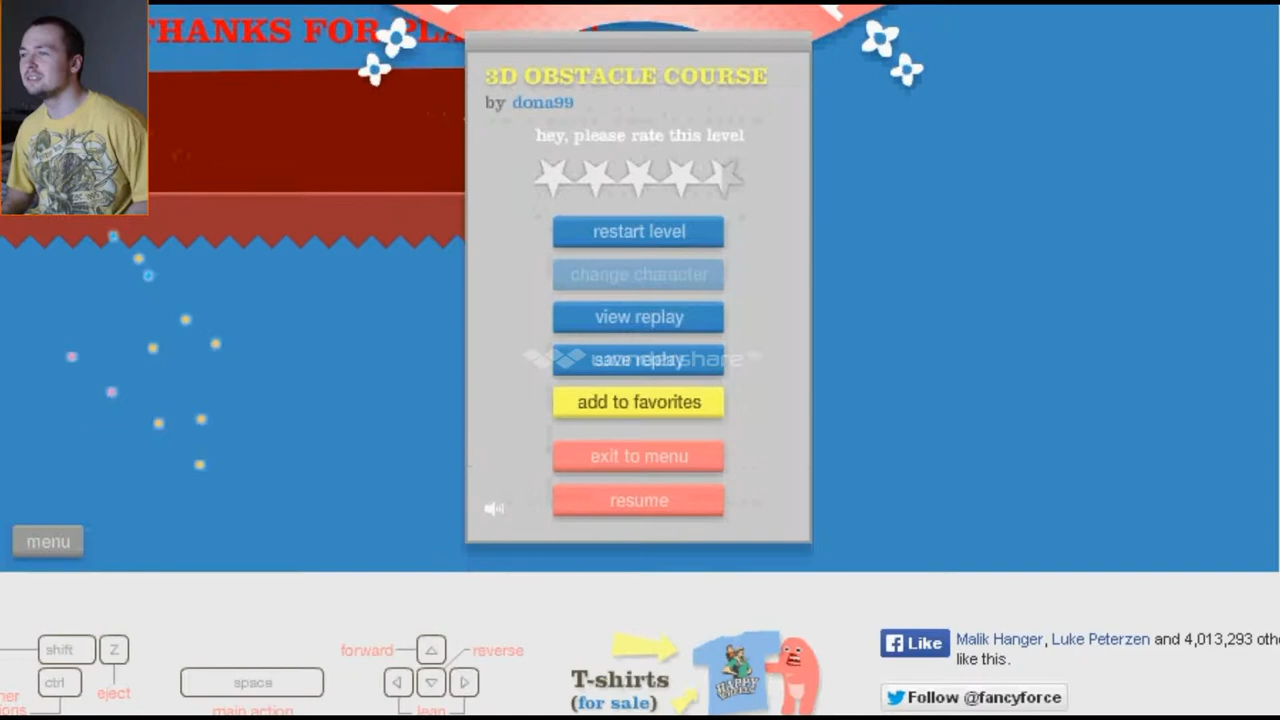 THANKS FOR PLA
3D OBSTACLE COURSE
by dona99
hey, please rate this level
restart level
change character
view replay
save replay
wondershare
add to favorites
exit to menu
resume
menu
shift
Z
ctrl
eject
space
main action
forward
reverse
lean
T-shirts
(for sale)
HAPPY
Like
Malik Hanger, Luke Peterzen and 4,013,293 othe
like this.
Follow @fancyforce